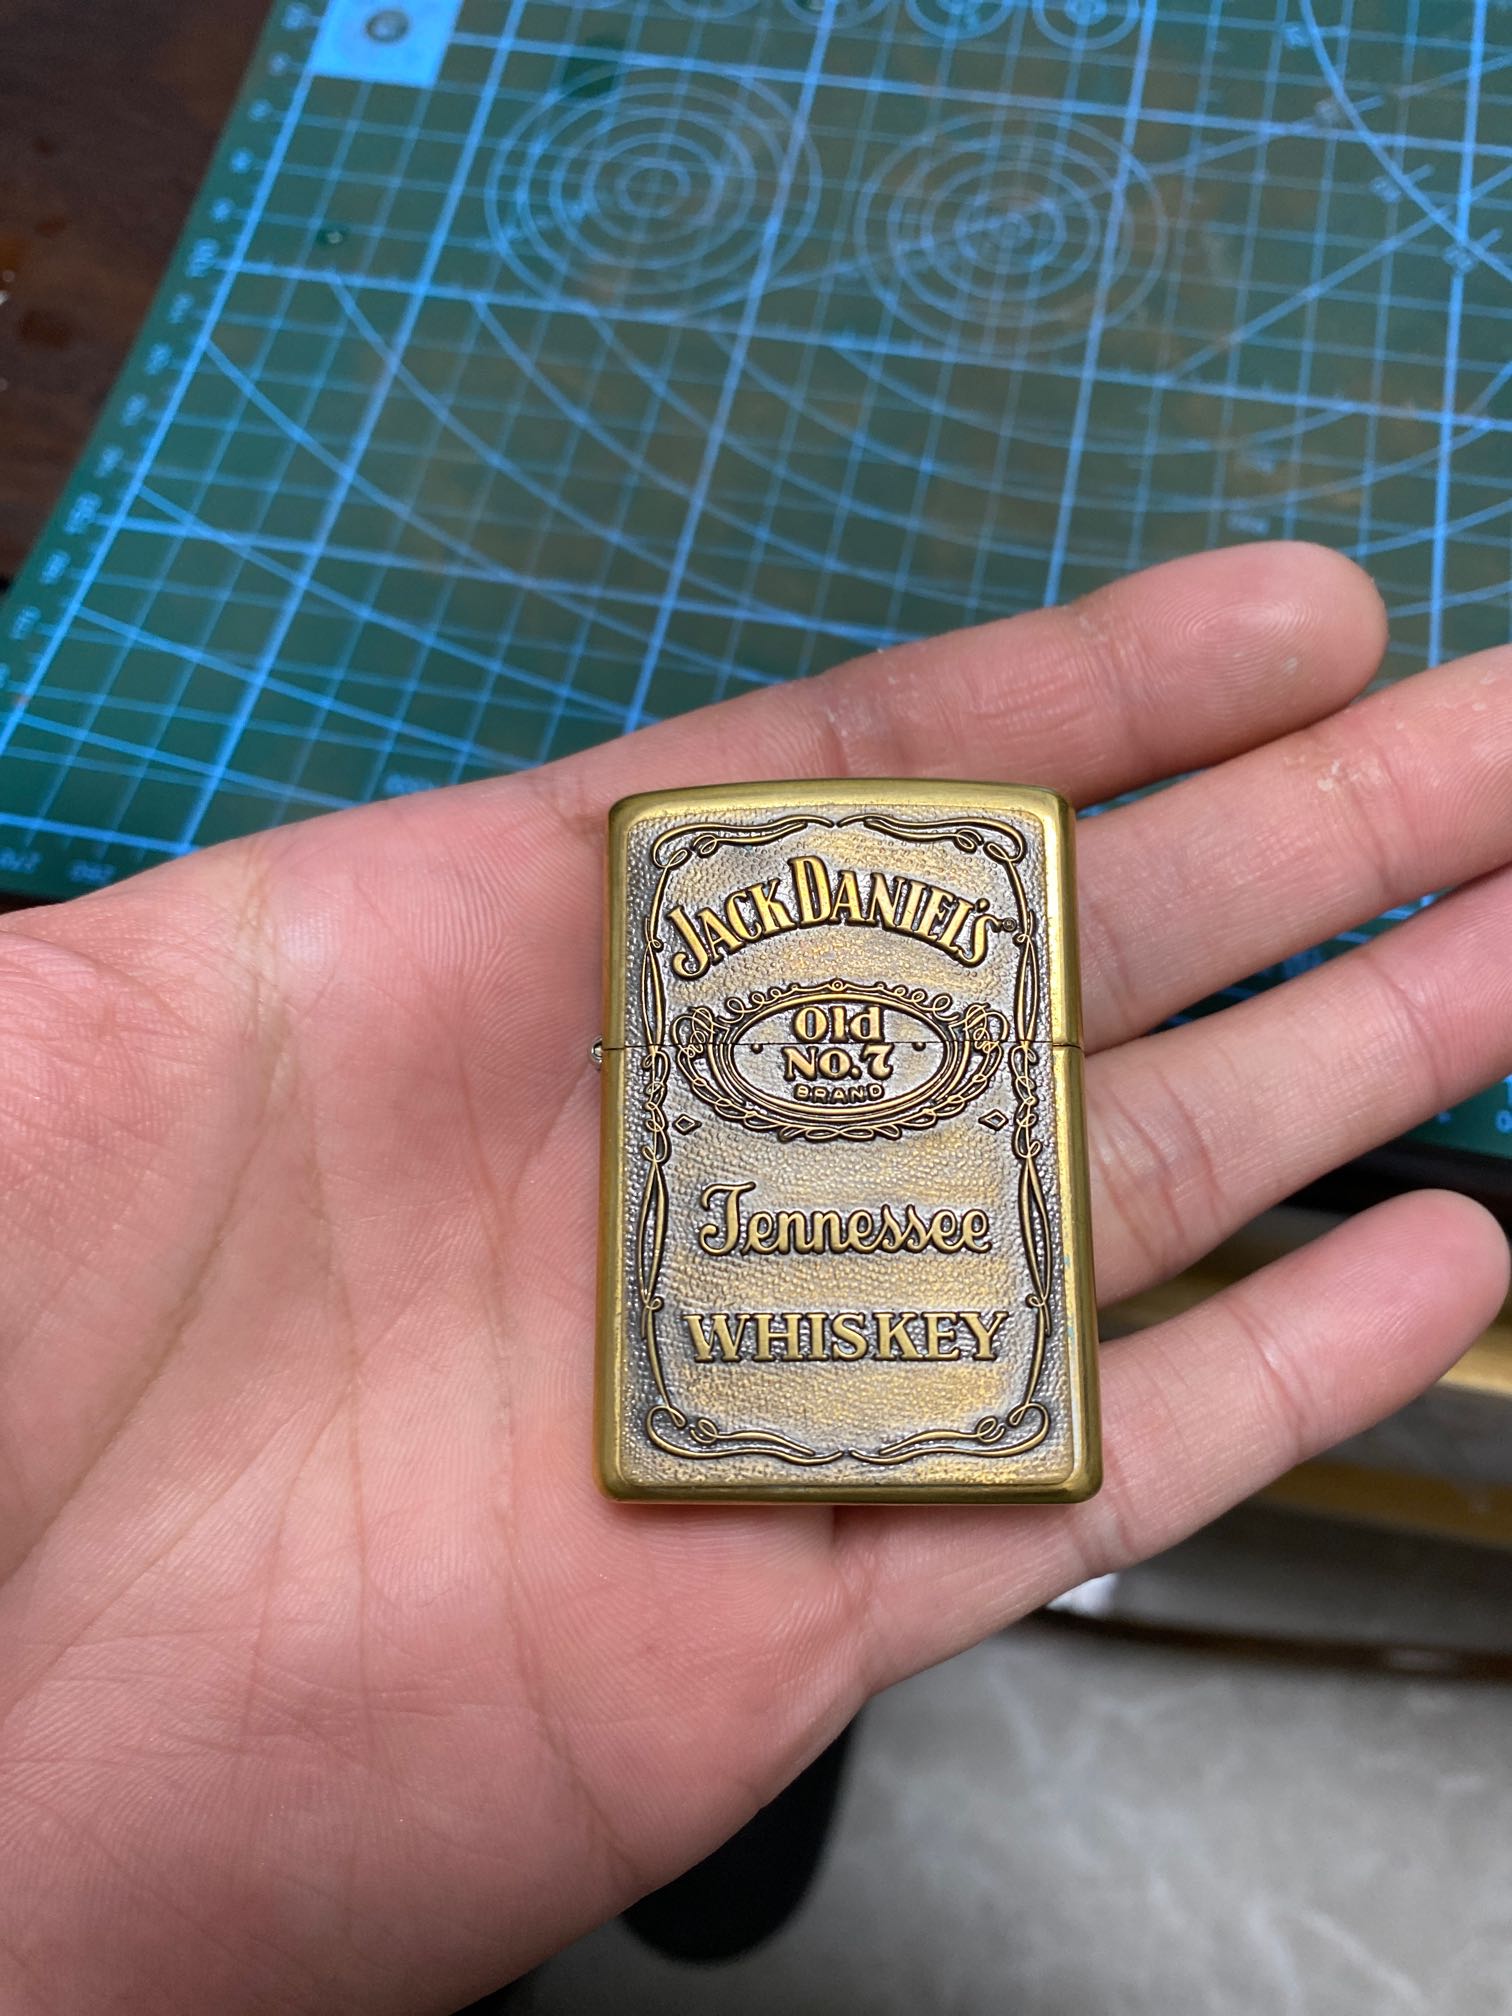 JACK DANIEL'S®
Old
NO.7
BRAND
Tennessee
WHISKEY